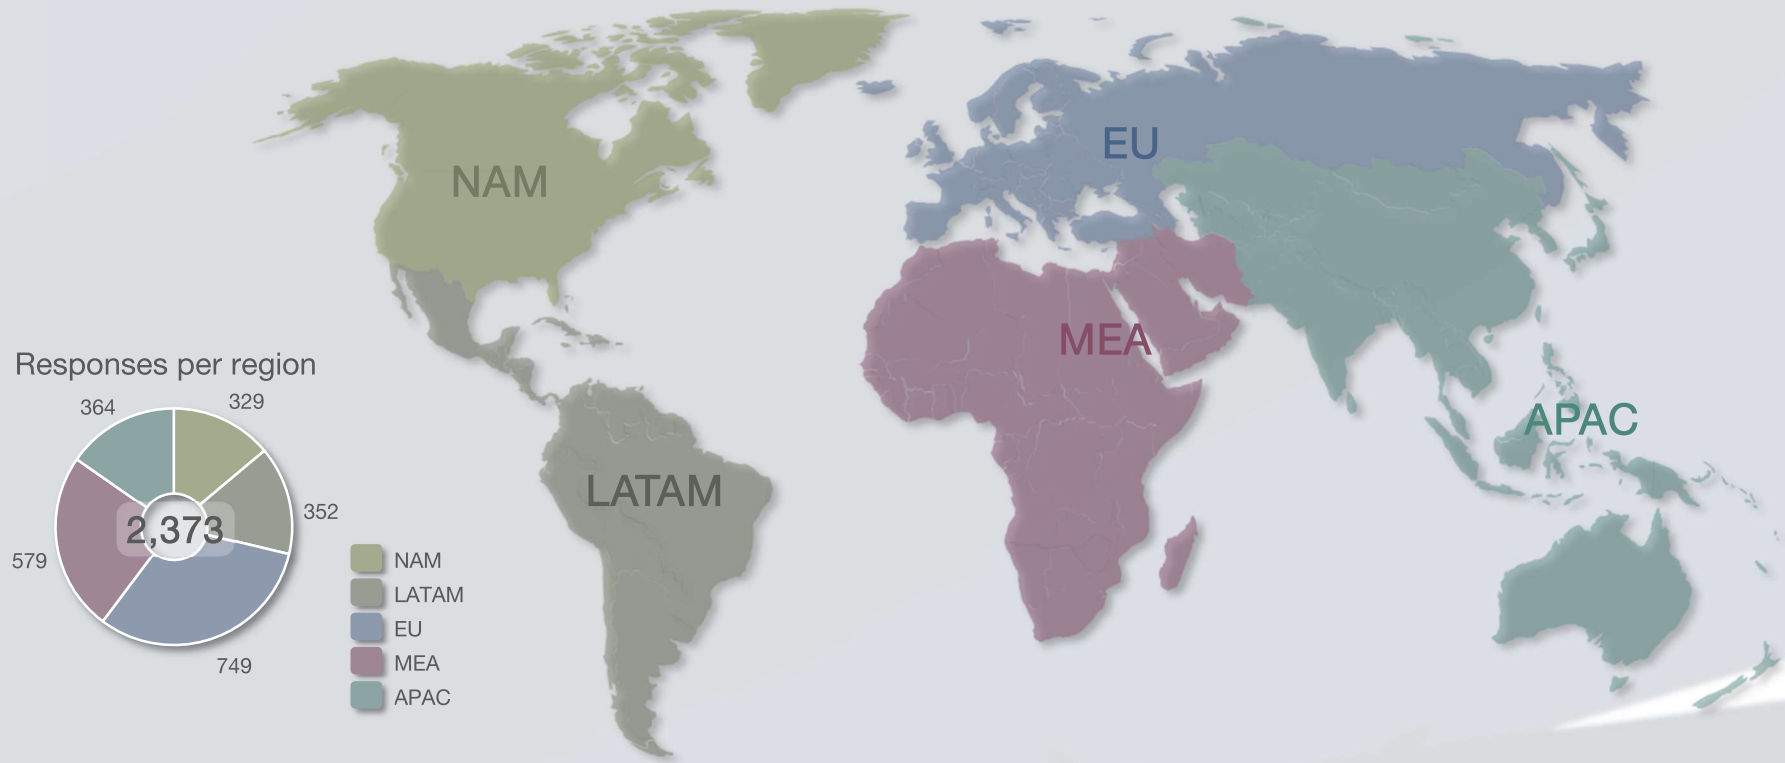 NAM
EU
MEA
APAC
LATAM
Responses per region
364
329
352
579
749
2,373
NAM
LATAM
EU
MEA
APAC